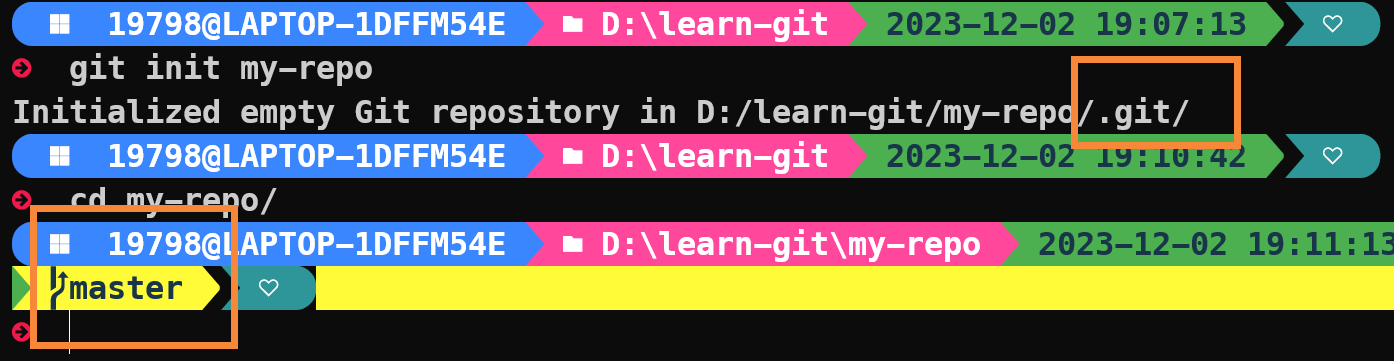 19798@LAPTOP-1DFFM54E D:\learn-git 2023-12-02 19:07:13
git init my-repo
Initialized empty Git repository in D:/learn-git/my-repo/.git/
19798@LAPTOP-1DFFM54E D:\learn-git 2023-12-02 19:10:42
cd my-repo/
19798@LAPTOP-1DFFM54E D:\learn-git\my-repo 2023-12-02 19:11:13
master